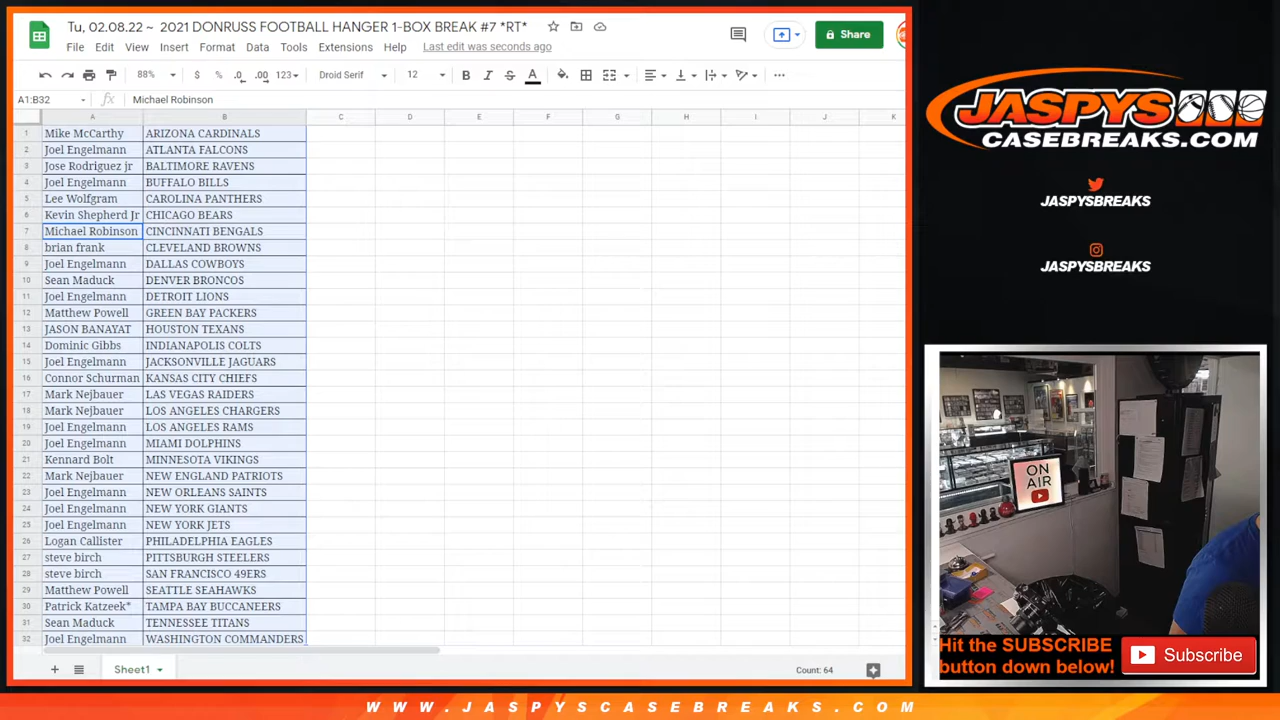 Tu, 02.08.22 ~ 2021 DONRUSS FOOTBALL HANGER 1-BOX BREAK #7 *RT*
File Edit View Insert Format Data Tools Extensions Help Last edit was seconds ago
Share
88% $ % .0 .00 123 Droid Serif 12 B I S A
A1:B32 fx Michael Robinson
A B C D E F G H I J K
1 Mike McCarthy ARIZONA CARDINALS
2 Joel Engelmann ATLANTA FALCONS
3 Jose Rodriguez jr BALTIMORE RAVENS
4 Joel Engelmann BUFFALO BILLS
5 Lee Wolfgram CAROLINA PANTHERS
6 Kevin Shepherd Jr CHICAGO BEARS
7 Michael Robinson CINCINNATI BENGALS
8 brian frank CLEVELAND BROWNS
9 Joel Engelmann DALLAS COWBOYS
10 Sean Maduck DENVER BRONCOS
11 Joel Engelmann DETROIT LIONS
12 Matthew Powell GREEN BAY PACKERS
13 JASON BANAYAT HOUSTON TEXANS
14 Dominic Gibbs INDIANAPOLIS COLTS
15 Joel Engelmann JACKSONVILLE JAGUARS
16 Connor Schurman KANSAS CITY CHIEFS
17 Mark Nejbauer LAS VEGAS RAIDERS
18 Mark Nejbauer LOS ANGELES CHARGERS
19 Joel Engelmann LOS ANGELES RAMS
20 Joel Engelmann MIAMI DOLPHINS
21 Kennard Bolt MINNESOTA VIKINGS
22 Mark Nejbauer NEW ENGLAND PATRIOTS
23 Joel Engelmann NEW ORLEANS SAINTS
24 Joel Engelmann NEW YORK GIANTS
25 Joel Engelmann NEW YORK JETS
26 Logan Callister PHILADELPHIA EAGLES
27 steve birch PITTSBURGH STEELERS
28 steve birch SAN FRANCISCO 49ERS
29 Matthew Powell SEATTLE SEAHAWKS
30 Patrick Katzeek* TAMPA BAY BUCCANEERS
31 Sean Maduck TENNESSEE TITANS
32 Joel Engelmann WASHINGTON COMMANDERS
Sheet1
Count: 64
JASPYS
CASEBREAKS.COM
JASPYSBREAKS
JASPYSBREAKS
ON
AIR
Hit the SUBSCRIBE
button down below!
Subscribe
WWW.JASPYSCASEBREAKS.COM